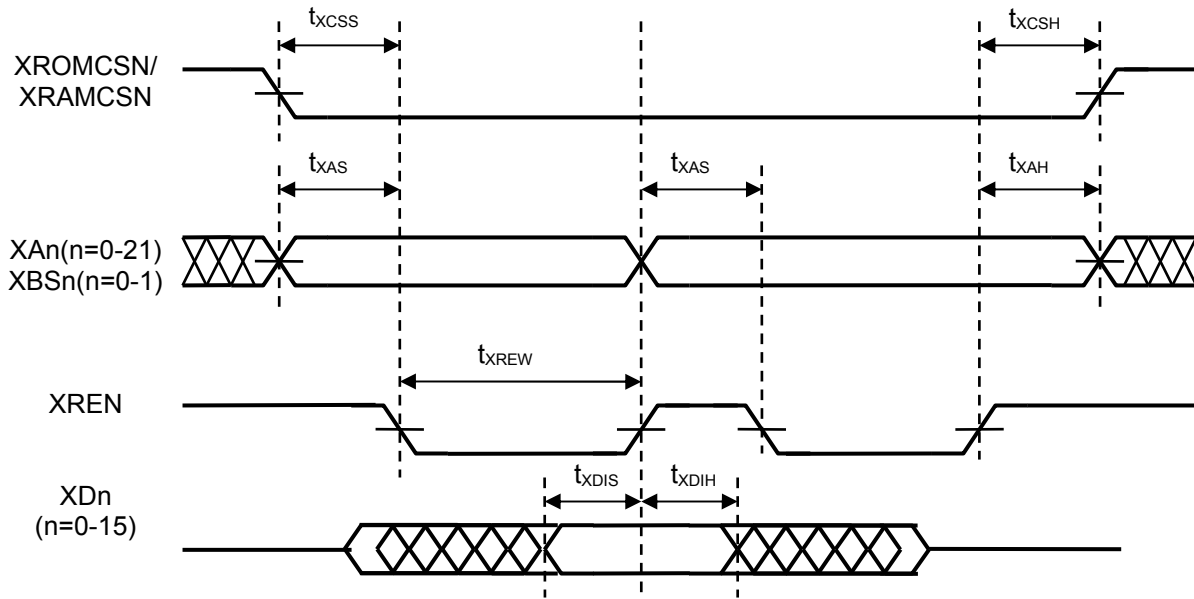 tXCSS
tXCSH
XROMCSN/
XRAMCSN
tXAS
tXAS
tXAH
XAn(n=0-21)
XBSn(n=0-1)
tXREW
XREN
tXDIS
tXDIH
XDn
(n=0-15)